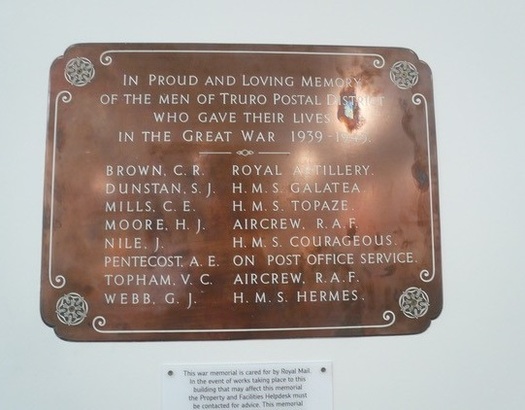 IN PROUD AND LOVING MEMORY
OF THE MEN OF TRURO POSTAL DISTRICT
WHO GAVE THEIR LIVES
IN THE GREAT WAR 1939-1945.
BROWN, C. R. ROYAL ARTILLERY.
DUNSTAN, S. J. H.M.S. GALATEA.
MILLS, C. E. H.M.S. TOPAZE.
MOORE, H. J. AIRCREW, R.A.F.
NILE, J. H.M.S. COURAGEOUS.
PENTECOST, A. E. ON POST OFFICE SERVICE.
TOPHAM, V. C. AIRCREW, R.A.F.
WEBB, G. J. H.M.S. HERMES.
This war memorial is cared for by Royal Mail.
In the event of works taking place to this
building that may affect this memorial
the Property and Facilities Helpdesk must
be contacted for advice. This memorial